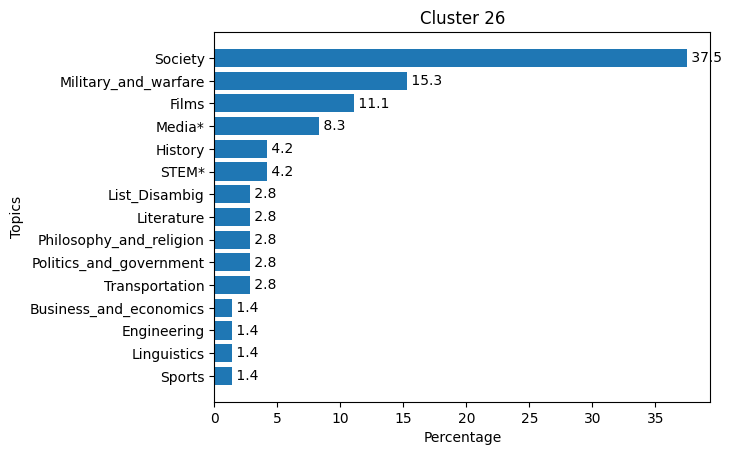 Cluster 26
Society 37.5
Military_and_warfare 15.3
Films 11.1
Media* 8.3
History 4.2
STEM* 4.2
List_Disambig 2.8
Literature 2.8
Philosophy_and_religion 2.8
Politics_and_government 2.8
Transportation 2.8
Business_and_economics 1.4
Engineering 1.4
Linguistics 1.4
Sports 1.4
Topics
0 5 10 15 20 25 30 35
Percentage